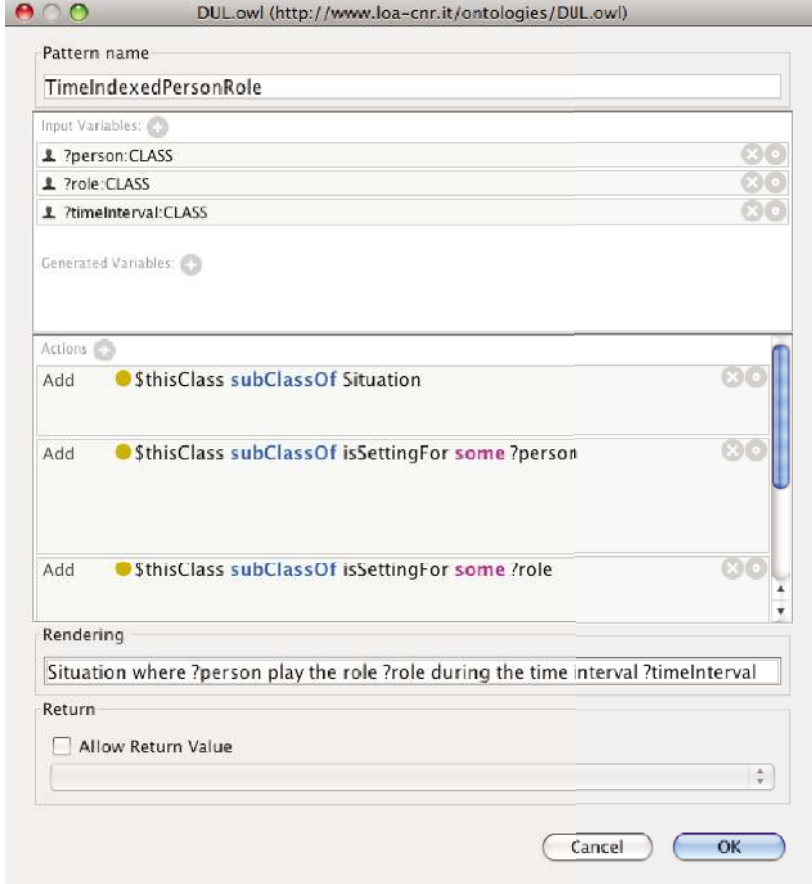 DUL.owl (http://www.loa-cnr.it/ontologies/DUL.owl)
Pattern name
TimeIndexedPersonRole
Input Variables:
?person:CLASS
?role:CLASS
?timeInterval:CLASS
Generated Variables:
Actions
Add $thisClass subClassOf Situation
Add $thisClass subClassOf isSettingFor some ?person
Add $thisClass subClassOf isSettingFor some ?role
Rendering
Situation where ?person play the role ?role during the time interval ?timeInterval
Return
Allow Return Value
Cancel OK